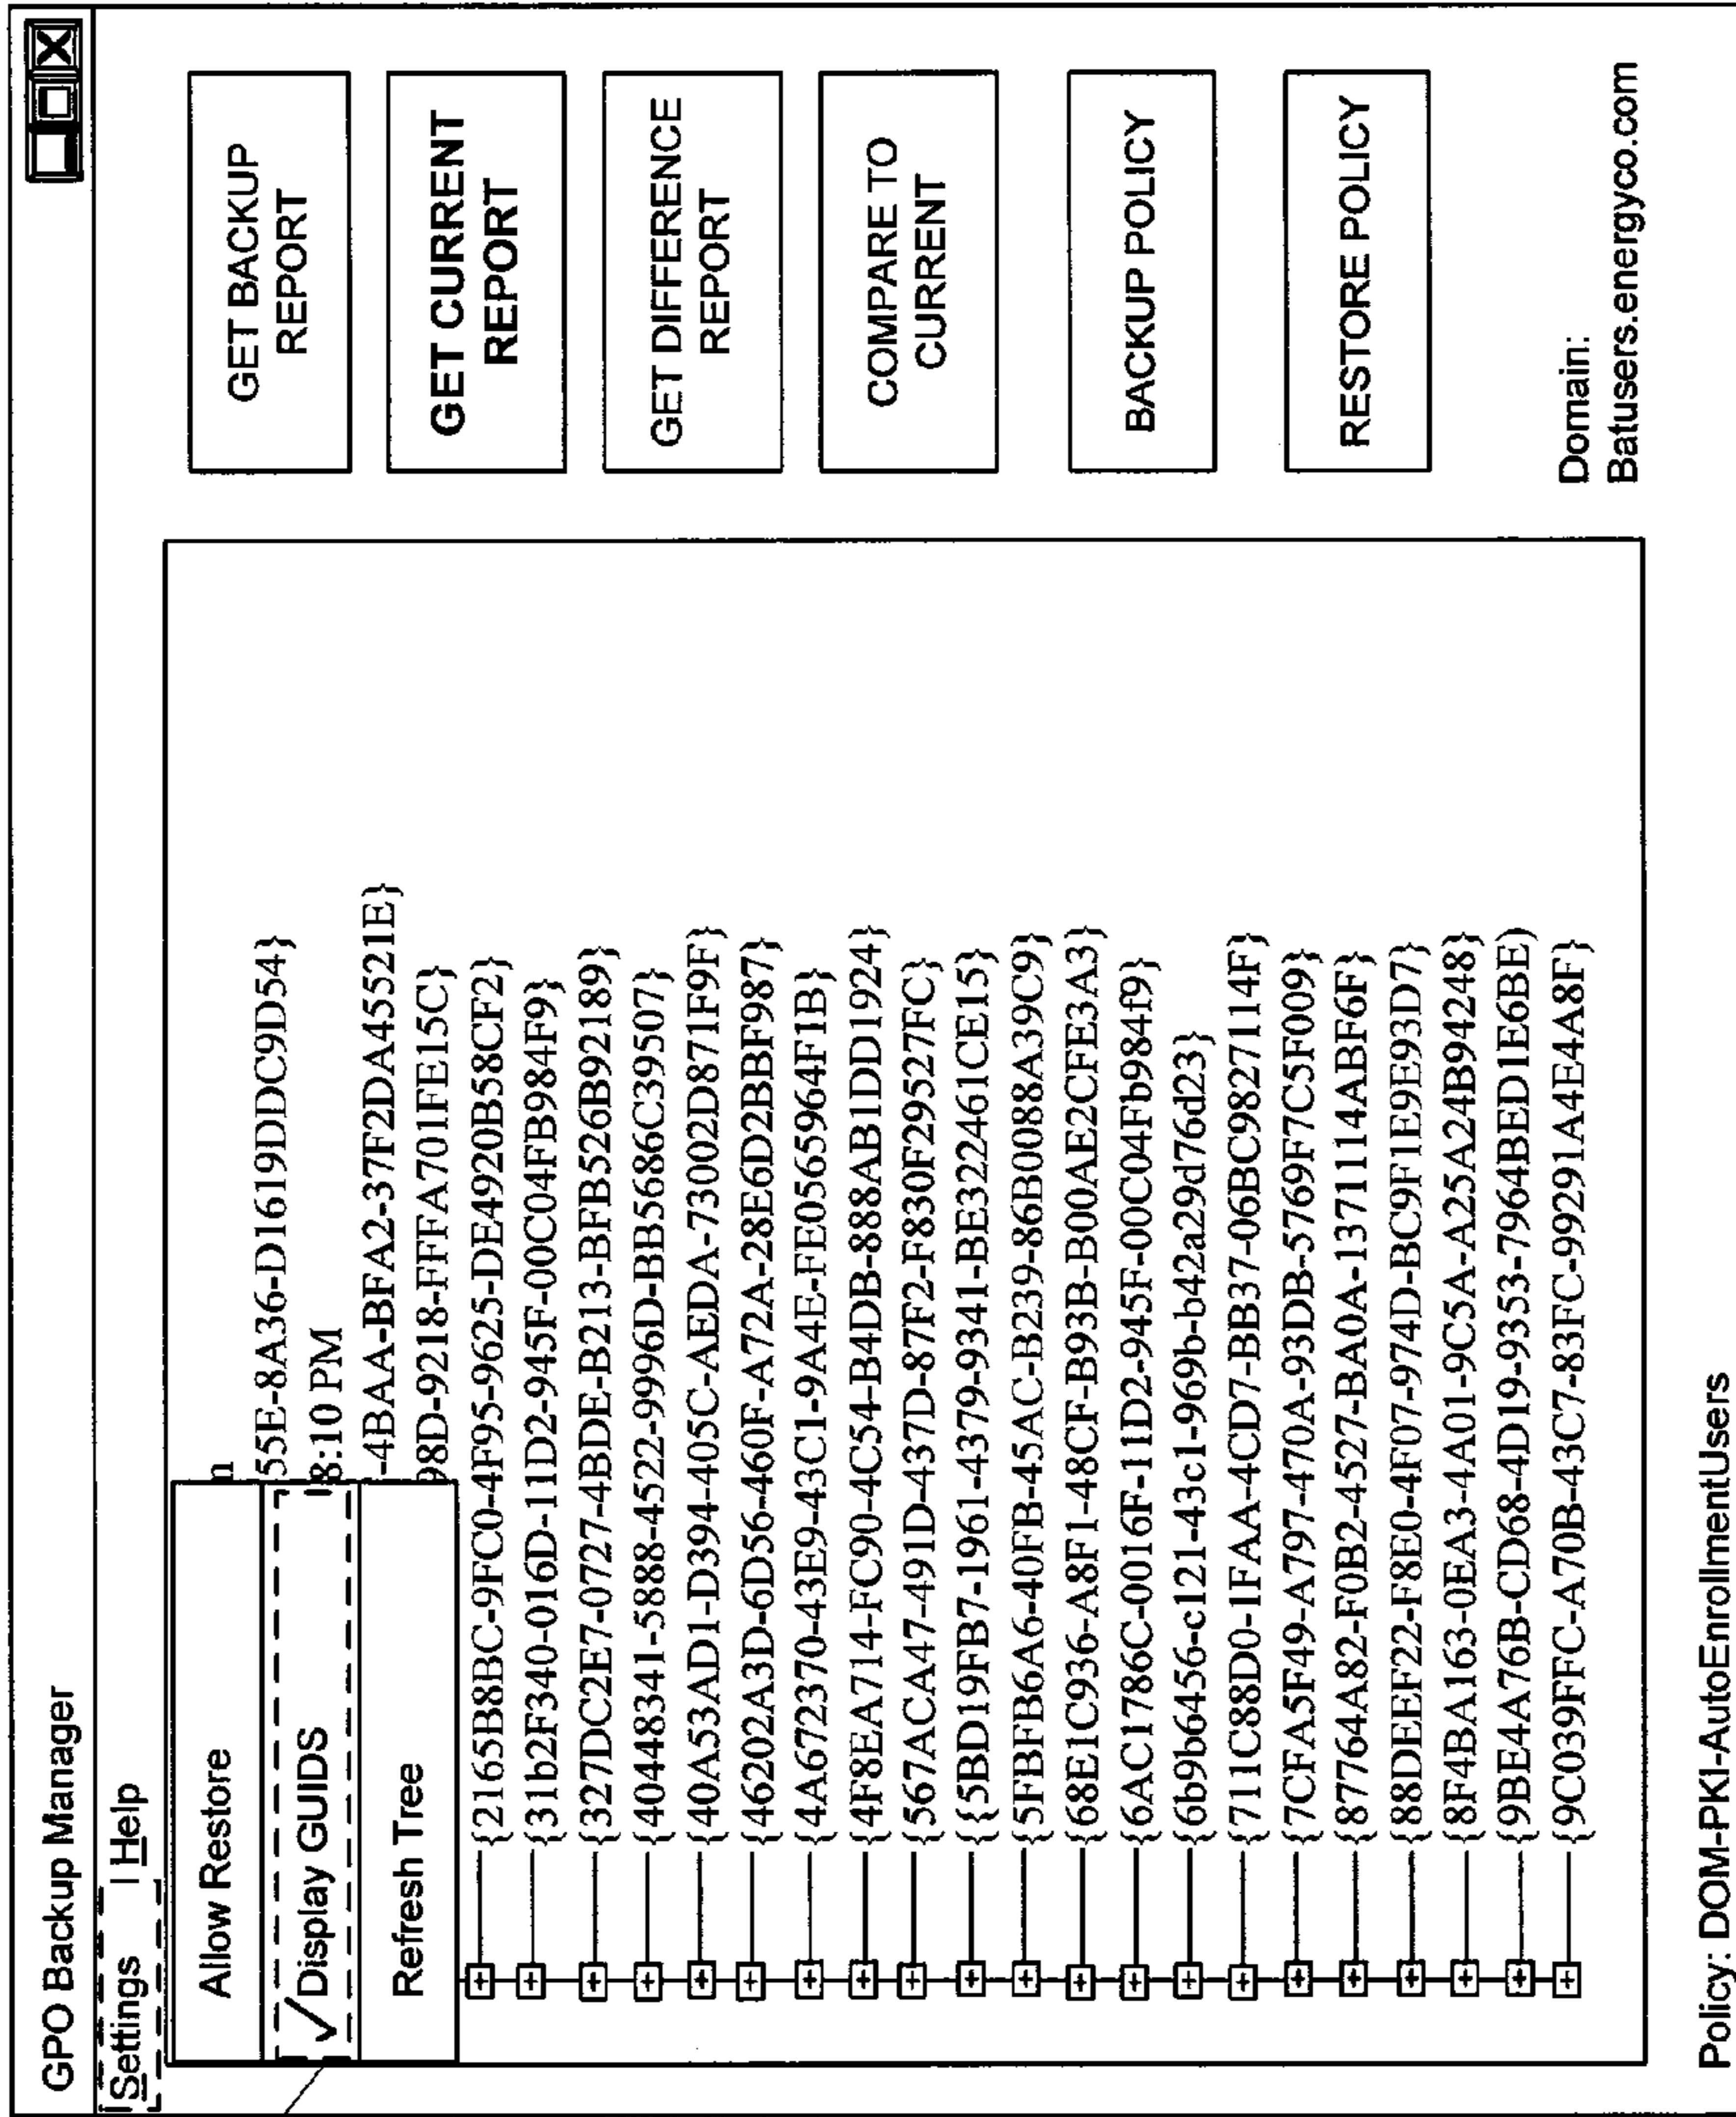 GPO Backup Manager
Settings | Help
Allow Restore
✓Display GUIDS
Refresh Tree
n
55E-8A36-D1619DDC9D54}
8:10 PM
-4BAA-BFA2-37F2DA45521E}
98D-9218-FFFA701FE15C}
{2165B8BC-9FC0-4F95-9625-DE4920B58CF2}
{31b2F340-016D-11D2-945F-00C04FB984F9}
{327DC2E7-0727-4BDE-B213-BFB526B92189}
{40448341-5888-4522-9996D-BB5686C39507}
{40A53AD1-D394-405C-AEDA-73002D871F9F}
{46202A3D-6D56-460F-A72A-28E6D2BBF987}
{4A672370-43E9-43C1-9A4E-FE0565964F1B}
{4F8EA714-FC90-4C54-B4DB-888AB1DD1924}
{567ACA47-491D-437D-87F2-F830F29527FC}
{{5BD19FB7-1961-4379-9341-BE322461CE15}
{5FBFB6A6-40FB-45AC-B239-86B0088A39C9}
{68E1C936-A8F1-48CF-B93B-B00AE2CFE3A3}
{6AC1786C-0016F-11D2-945F-00C04Fb984f9}
{6b9b6456-c121-43c1-969b-b42a29d76d23}
{711C88D0-1FAA-4CD7-BB37-06BC9827114F}
{7CFA5F49-A797-470A-93DB-5769F7C5F009}
{87764A82-F0B2-4527-BA0A-1371114ABF6F}
{88DEEF22-F8E0-4F07-974D-BC9F1E9E93D7}
{8F4BA163-0EA3-4A01-9C5A-A25A24B94248}
{9BE4A76B-CD68-4D19-9353-7964BED1E6BE)
{9C039FFC-A70B-43C7-83FC-99291A4E4A8F}
GET BACKUP
REPORT
GET CURRENT
REPORT
GET DIFFERENCE
REPORT
COMPARE TO
CURRENT
BACKUP POLICY
RESTORE POLICY
Domain:
Batusers.energyco.com
Policy: DOM-PKI-AutoEnrollmentUsers